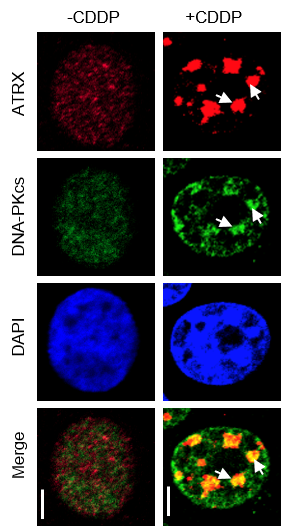 -CDDP +CDDP
ATRX
DNA-PKcs
DAPI
Merge